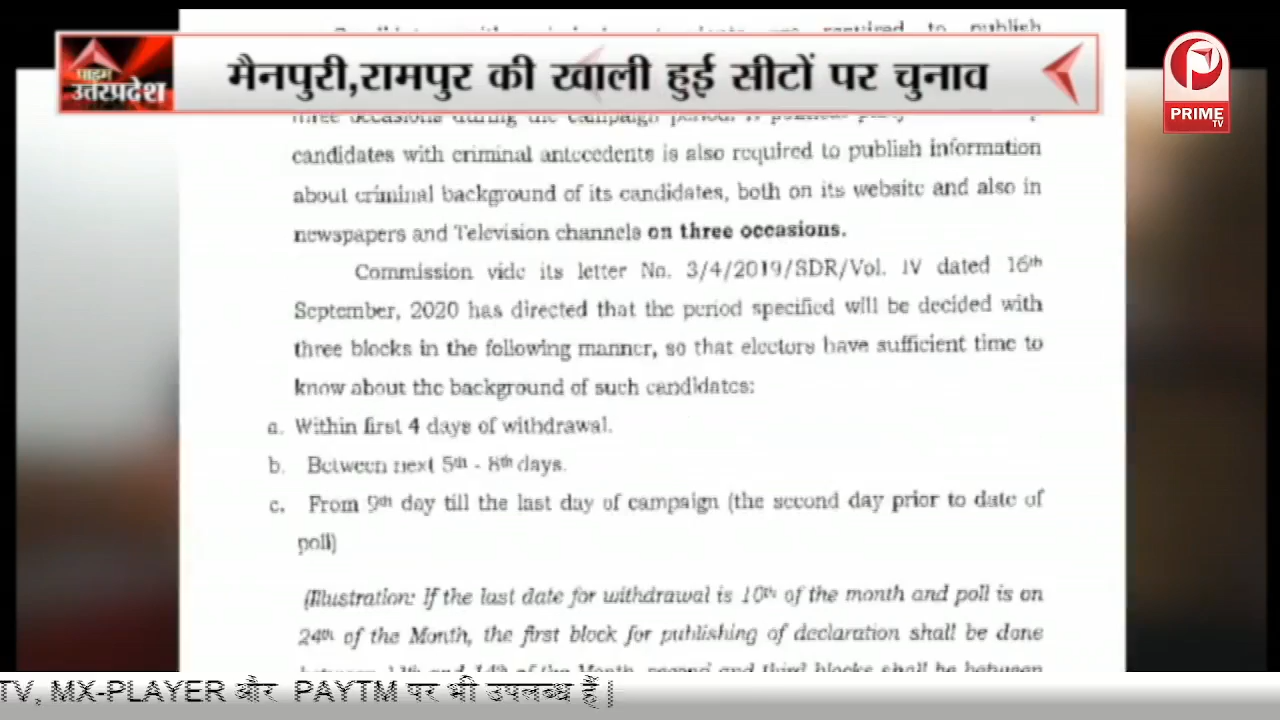 required to publish
प्राइम
उत्तरप्रदेश
मैनपुरी,रामपुर की खाली हुई सीटों पर चुनाव
PRIME
TV
three occasions during the campaign period. A political party
candidates with criminal antecedents is also required to publish information
about criminal background of its candidates, both on its website and also in
newspapers and Television channels on three occasions.
Commission vide its letter No. 3/4/2019/SDR/Vol. IV dated 16th
September, 2020 has directed that the period specified will be decided with
three blocks in the following manner, so that electors have sufficient time to
know about the background of such candidates:
a. Within first 4 days of withdrawal.
b. Between next 5th - 8th days.
c. From 9th day till the last day of campaign (the second day prior to date of
poll)
(Illustration: If the last date for withdrawal is 10th of the month and poll is on
24th of the Month, the first block for publishing of declaration shall be done
between 11th and 14th of the Month, second and third blocks shall be between
TV, MX-PLAYER और PAYTM पर भी उपलब्ध हैं|